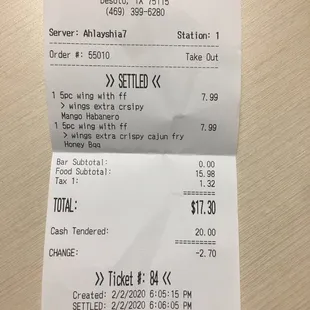 Desoto, TX 75115
(469) 399-6280
Server: Ahlayshia7 Station: 1
Order #: 55010 Take Out
>> SETTLED <<
1 5pc wing with ff 7.99
> wings extra crsipy
Mango Habanero
1 5pc wing with ff 7.99
> wings extra crispy cajun fry
Honey Bqq
Bar Subtotal: 0.00
Food Subtotal: 15.98
Tax 1: 1.32
========
TOTAL: $17.30
Cash Tendered: 20.00
==========
CHANGE: -2.70
>> Ticket #: 84 <<
Created: 2/2/2020 6:05:15 PM
SETTLED: 2/2/2020 6:06:05 PM